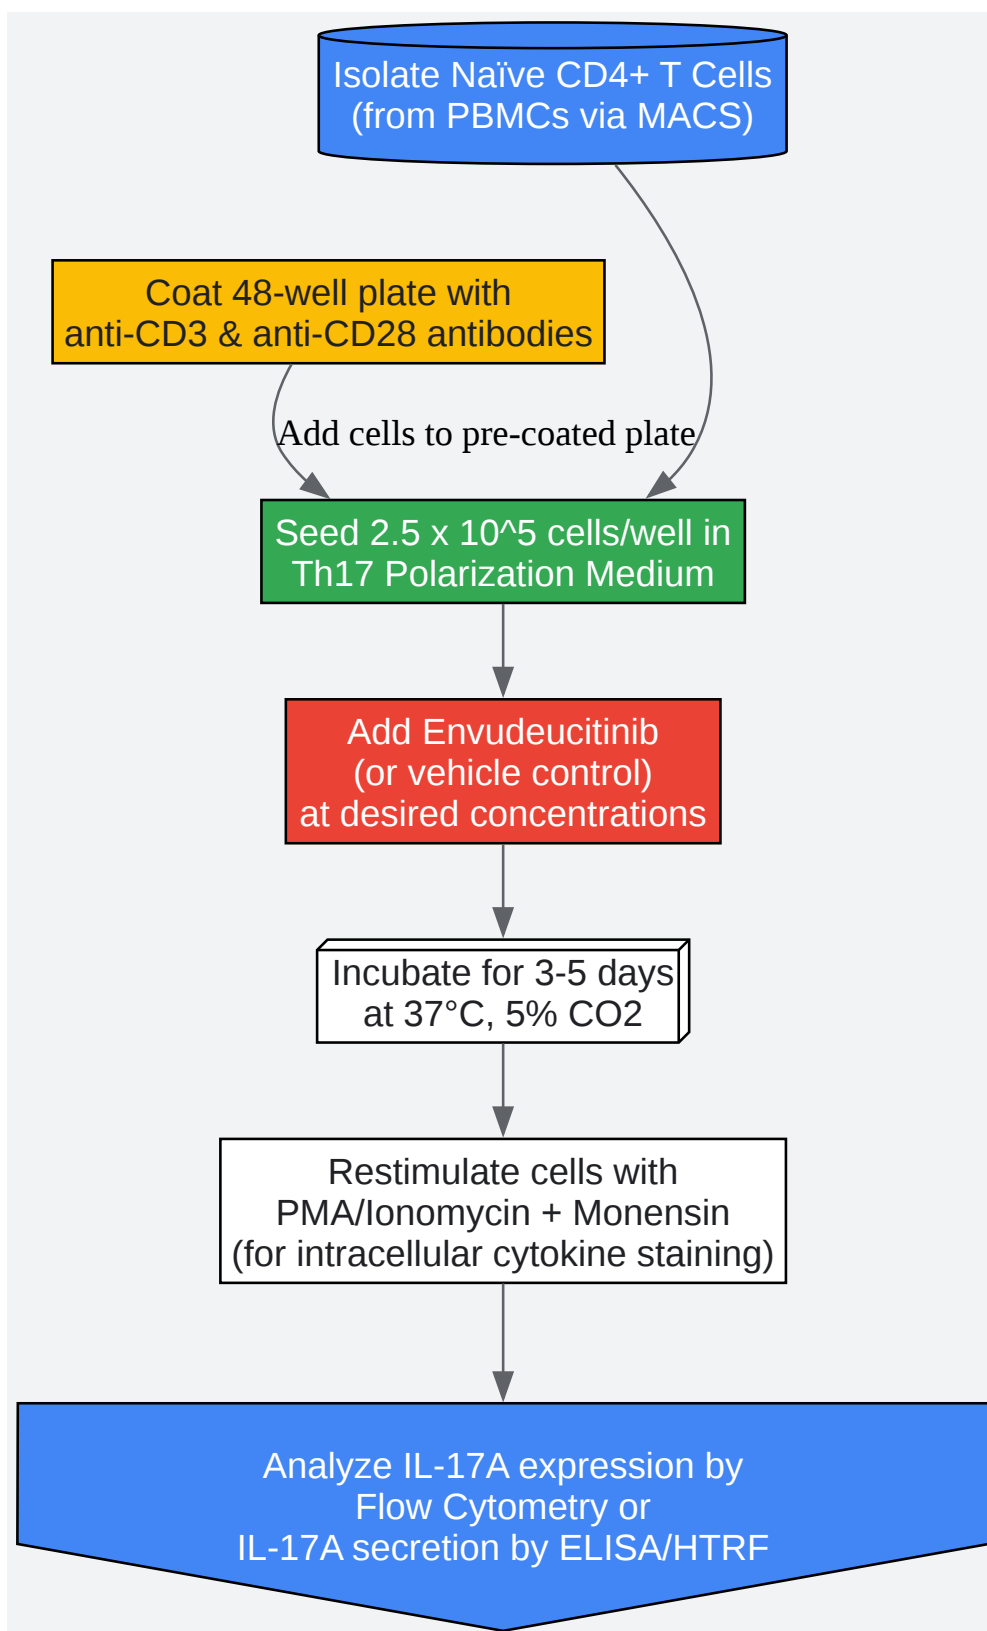 Isolate Naïve CD4+ T Cells
(from PBMCs via MACS)
Coat 48-well plate with
anti-CD3 & anti-CD28 antibodies
Add cells to pre-coated plate
Seed 2.5 x 10^5 cells/well in
Th17 Polarization Medium
Add Envudeucitinib
(or vehicle control)
at desired concentrations
Incubate for 3-5 days
at 37°C, 5% CO2
Restimulate cells with
PMA/Ionomycin + Monensin
(for intracellular cytokine staining)
Analyze IL-17A expression by
Flow Cytometry or
IL-17A secretion by ELISA/HTRF